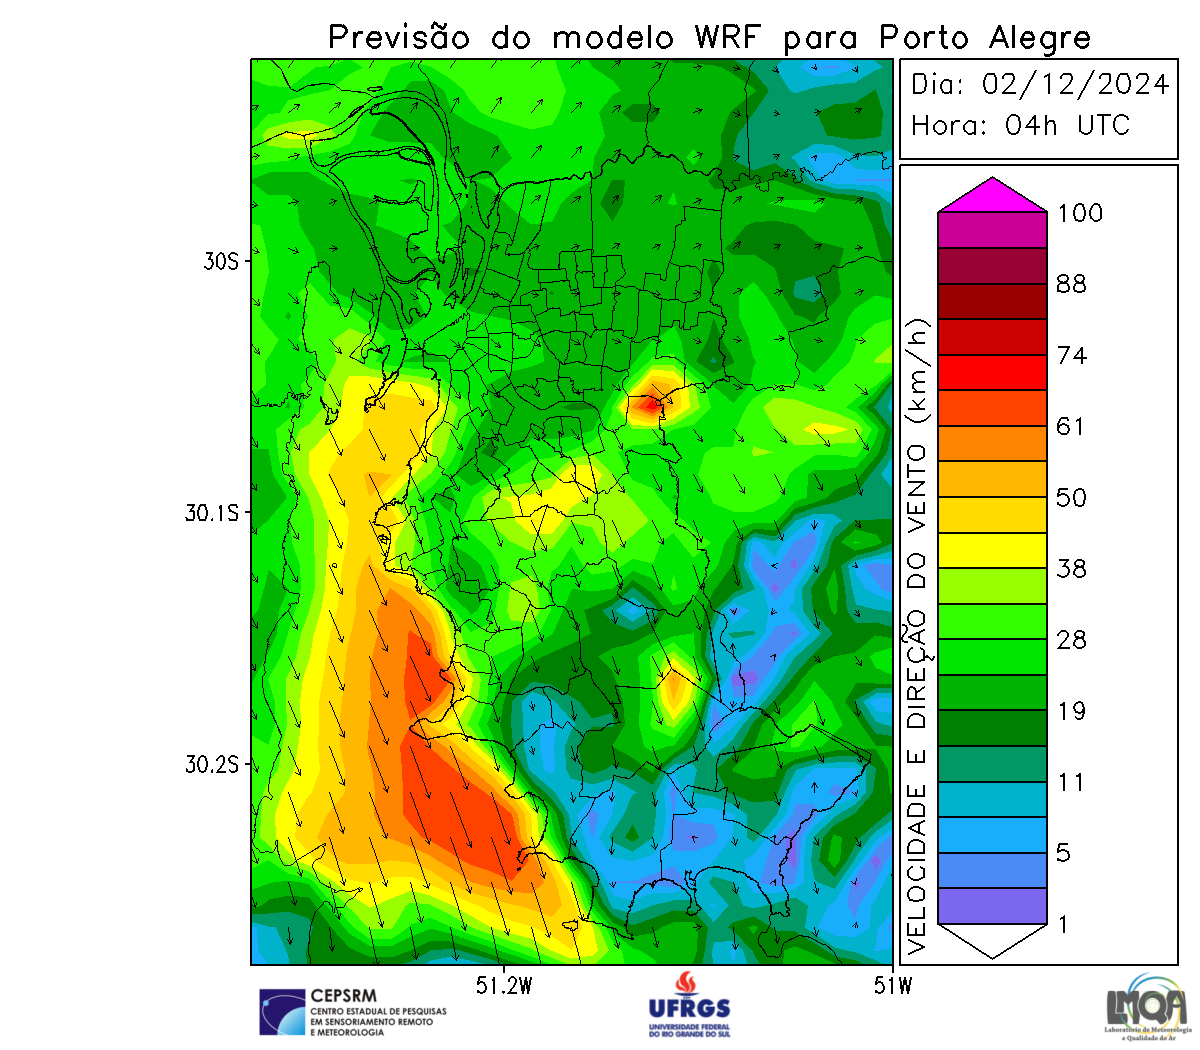 Previsão do modelo WRF para Porto Alegre
Dia: 02/12/2024
Hora: 04h UTC
30S
30.1S
30.2S
51.2W
51W
VELOCIDADE E DIREÇÃO DO VENTO (km/h)
100
88
74
61
50
38
28
19
11
5
1
CEPSRM
CENTRO ESTADUAL DE PESQUISAS
EM SENSORIAMENTO REMOTO
E METEOROLOGIA
UFRGS
UNIVERSIDADE FEDERAL
DO RIO GRANDE DO SUL
LMQA
Laboratório de Meteorologia
e Qualidade do Ar